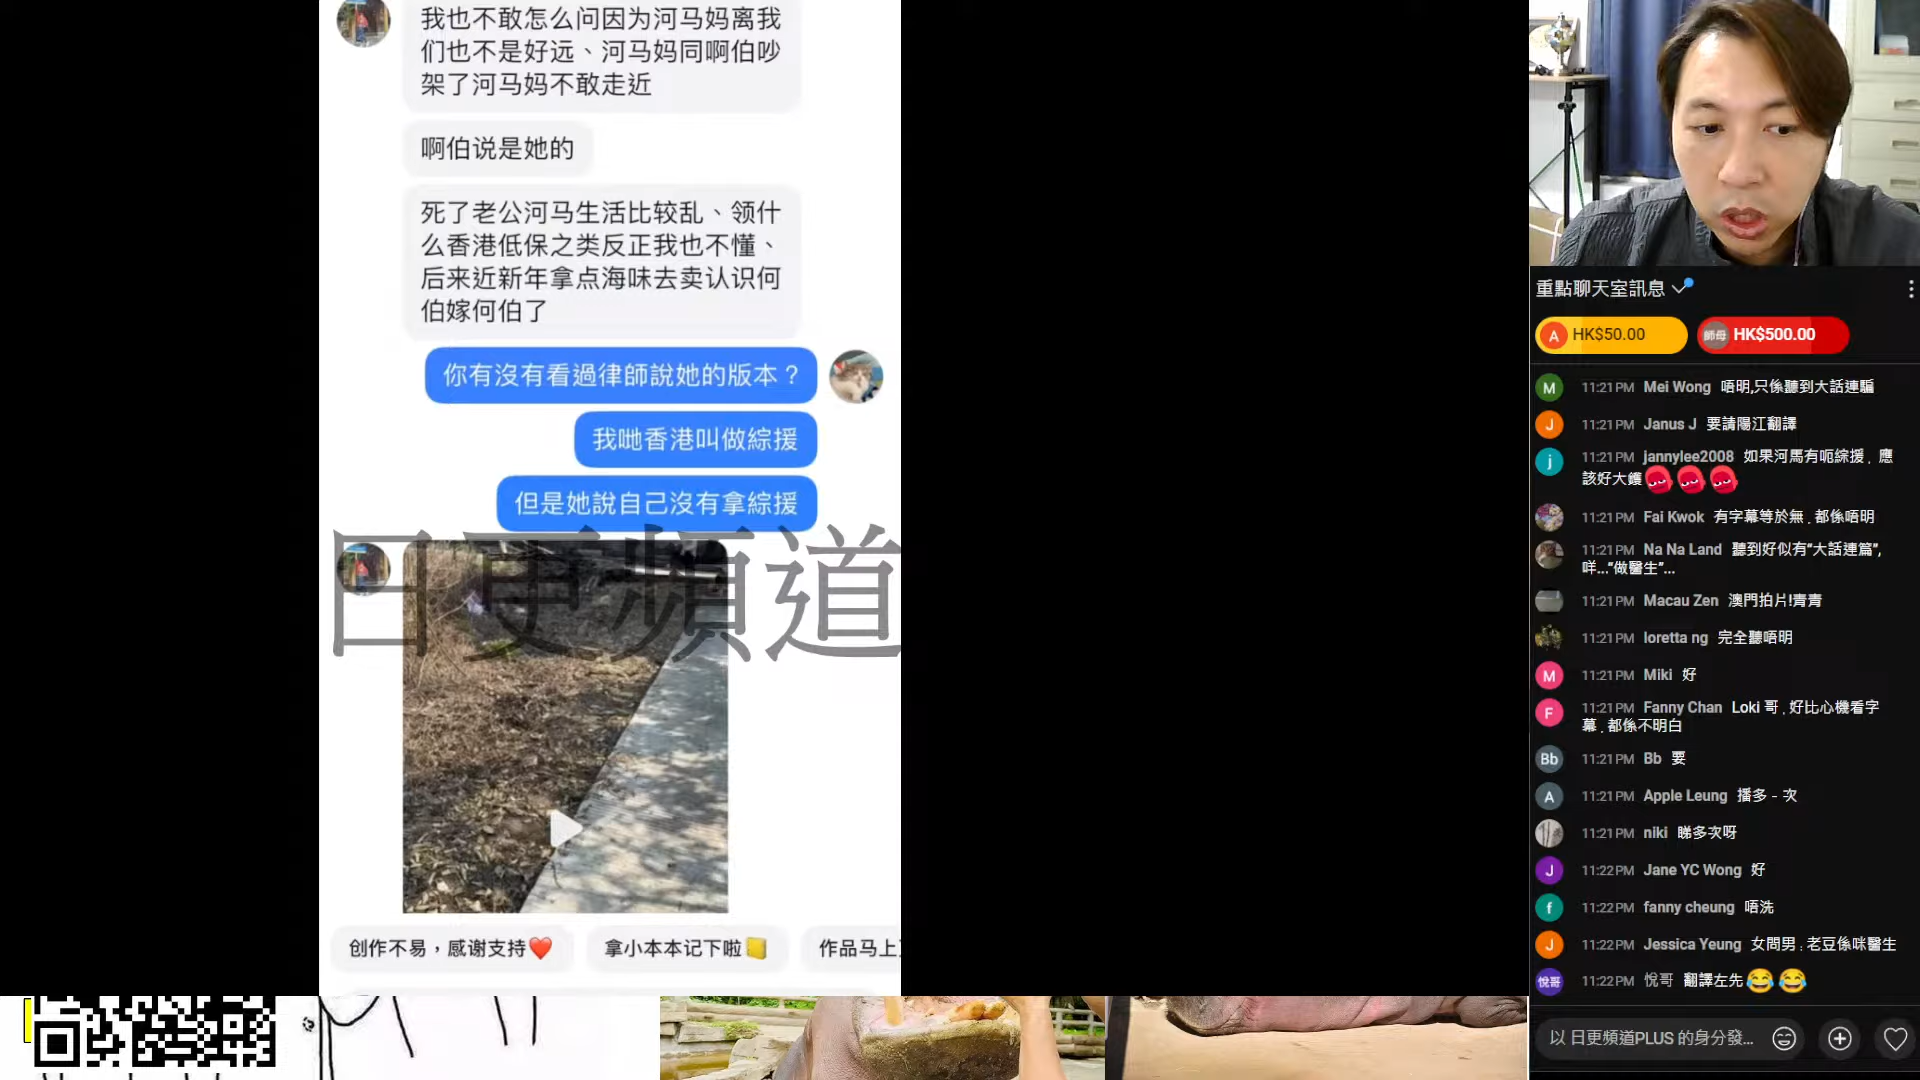 我也不敢怎么问因为河马妈离我
们也不是好远、河马妈同啊伯吵
架了河马妈不敢走近
啊伯说是她的
死了老公河马生活比较乱、领什
么香港低保之类反正我也不懂、
后来近新年拿点海味去卖认识何
伯嫁何伯了
你有沒有看過律師說她的版本？
我哋香港叫做綜援
但是她說自己沒有拿綜援
日更頻道
创作不易，感谢支持❤️
拿小本本记下啦
作品马上
重點聊天室訊息
A HK$50.00
師母 HK$500.00
M 11:21 PM Mei Wong 唔明,只係聽到大話連騙
J 11:21 PM Janus J 要請陽江翻譯
j 11:21 PM jannylee2008 如果河馬有呃綜援，應
該好大鑊
11:21 PM Fai Kwok 有字幕等於無，都係唔明
11:21 PM Na Na Land 聽到好似有“大話連篇”,
咩...“做醫生”...
11:21 PM Macau Zen 澳門拍片!青青
11:21 PM loretta ng 完全聽唔明
M 11:21 PM Miki 好
F 11:21 PM Fanny Chan Loki 哥，好比心機看字
幕，都係不明白
Bb 11:21 PM Bb 要
A 11:21 PM Apple Leung 播多 - 次
11:21 PM niki 睇多次呀
J 11:22 PM Jane YC Wong 好
f 11:22 PM fanny cheung 唔洗
J 11:22 PM Jessica Yeung 女問男：老豆係咪醫生
悅哥 11:22 PM 悅哥 翻譯左先😂😂
以 日更頻道PLUS 的身分發...